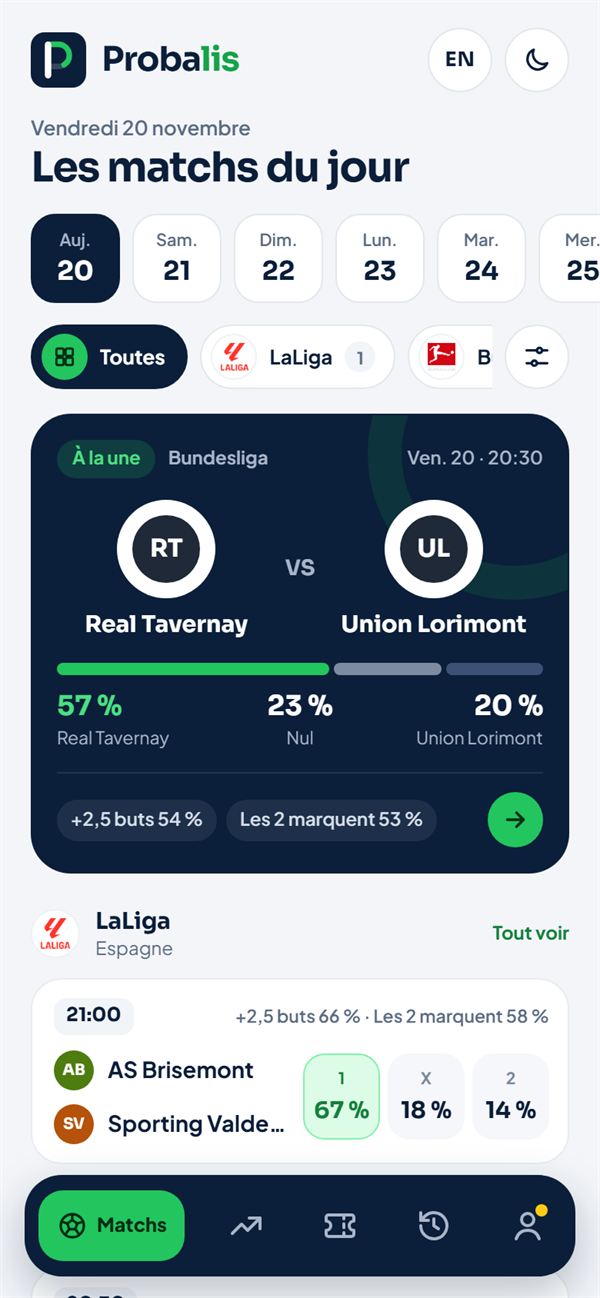 Probalis
EN
Vendredi 20 novembre
Les matchs du jour
Auj. Sam. Dim. Lun. Mar. Mer.
20 21 22 23 24 25
Toutes
LALIGA
LaLiga 1
B
À la une Bundesliga Ven. 20 · 20:30
RT UL
VS
Real Tavernay Union Lorimont
57 % 23 % 20 %
Real Tavernay Nul Union Lorimont
+2,5 buts 54 % Les 2 marquent 53 %
LALIGA
LaLiga
Espagne
Tout voir
21:00 +2,5 buts 66 % · Les 2 marquent 58 %
AB AS Brisemont
SV Sporting Valde...
1 X 2
67 % 18 % 14 %
Matchs